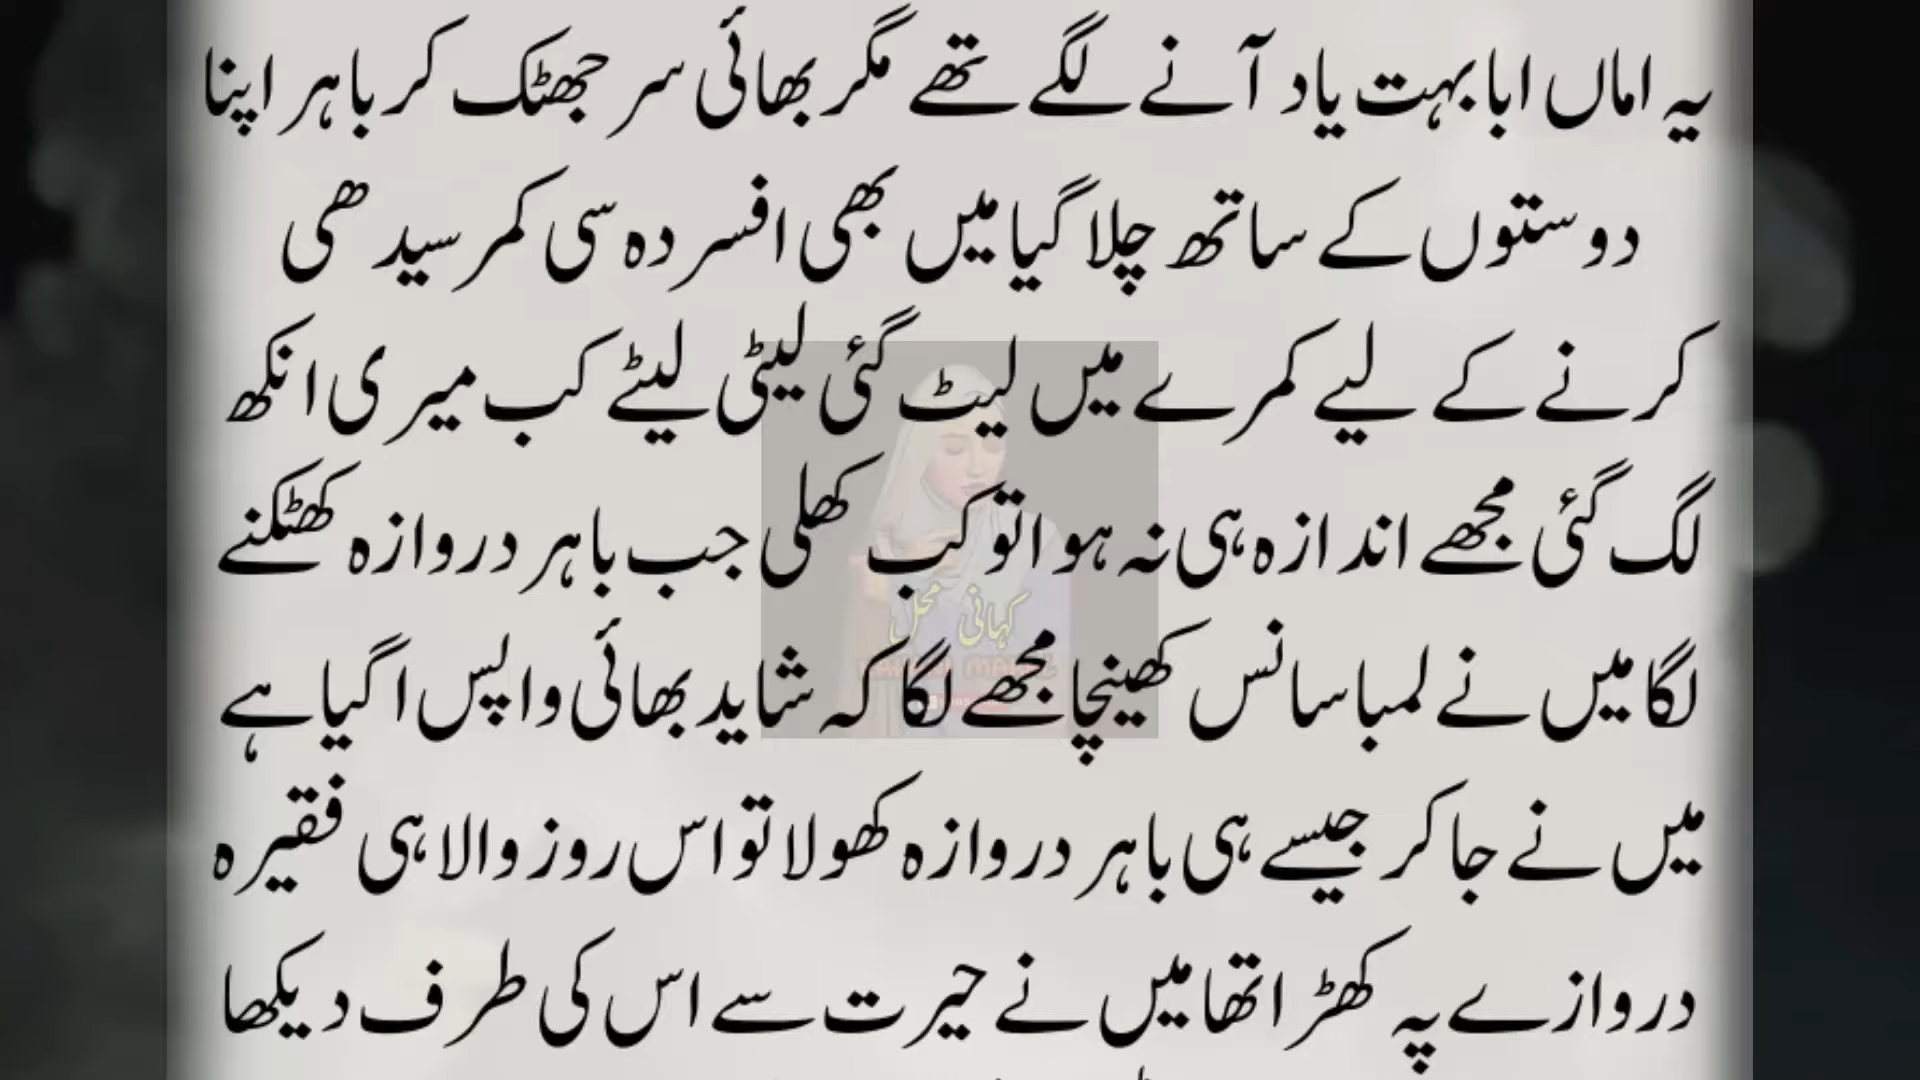 یہ اماں ابا بہت یاد آنے لگے تھے مگر بھائی سر جھٹک کر باہر اپنا
دوستوں کے ساتھ چلا گیا میں بھی افسردہ سی کمر سیدھی
کرنے کے لیے کمرے میں لیٹ گئی لیٹی لیٹے کب میری انکھ
لگ گئی مجھے اندازہ ہی نہ ہوا تو کب کھلی جب باہر دروازہ کھٹکنے
لگا میں نے لمبا سانس کھینچا مجھے لگا کہ شاید بھائی واپس اگیا ہے
میں نے جا کر جیسے ہی باہر دروازہ کھولا تو اس روز والا ہی فقیرہ
دروازے پہ کھڑا تھا میں نے حیرت سے اس کی طرف دیکھا
کہانی محل